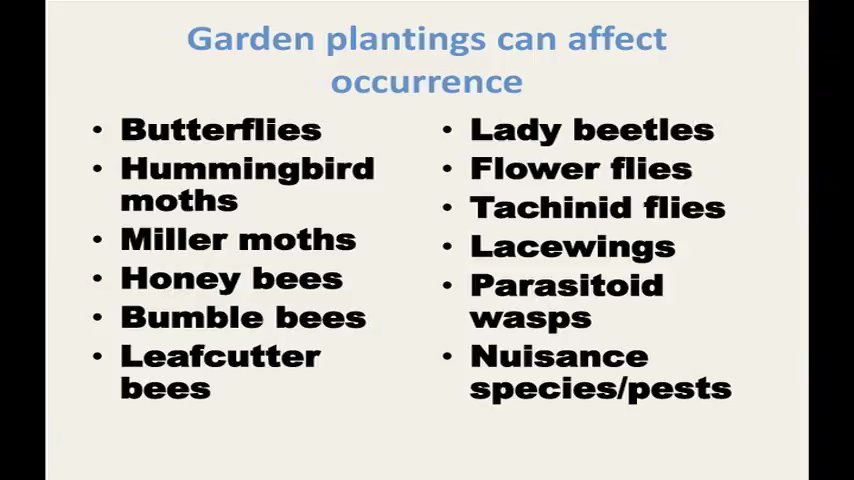 Garden plantings can affect
occurrence
• Butterflies
• Hummingbird
moths
• Miller moths
• Honey bees
• Bumble bees
• Leafcutter
bees
• Lady beetles
• Flower flies
• Tachinid flies
• Lacewings
• Parasitoid
wasps
• Nuisance
species/pests